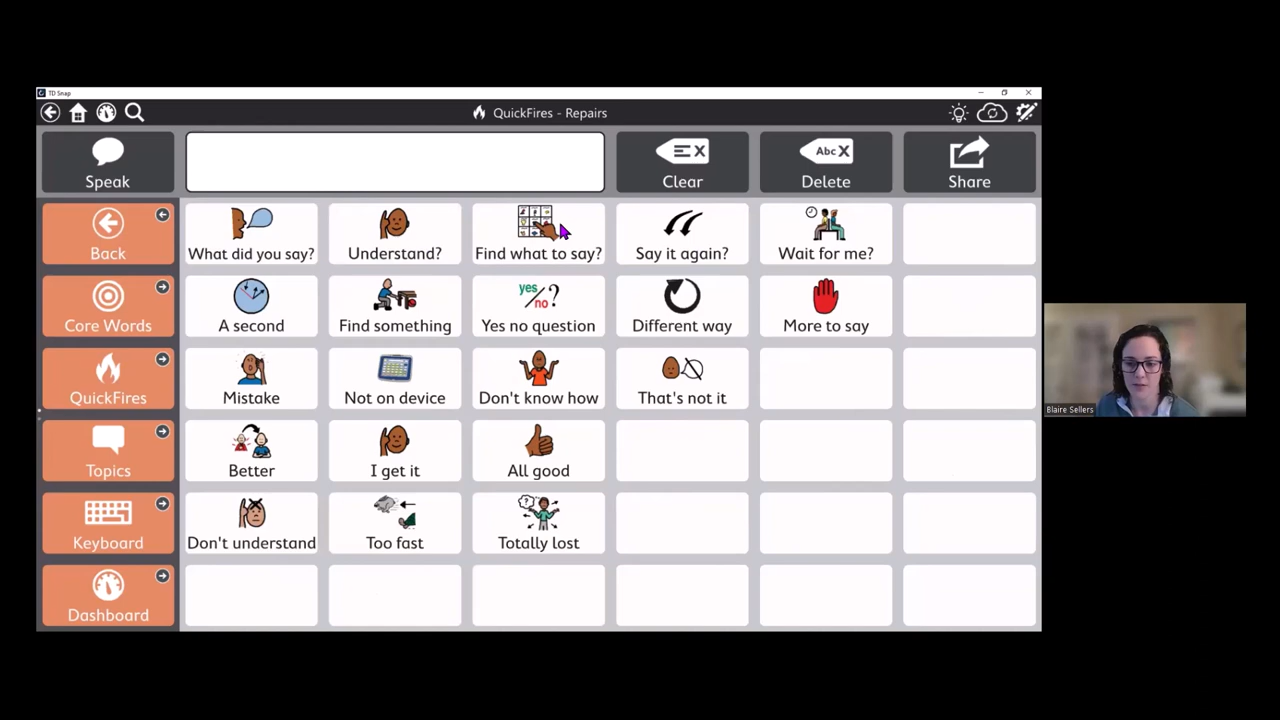 TD Snap
QuickFires - Repairs
Speak
Clear
Abc X
Delete
Share
Back
What did you say?
Understand?
Find what to say?
Say it again?
Wait for me?
Core Words
A second
Find something
yes
no
?
Yes no question
Different way
More to say
QuickFires
Mistake
Not on device
Don't know how
That's not it
Topics
Better
I get it
All good
Keyboard
Don't understand
?
Too fast
Totally lost
Dashboard
Blaire Sellers